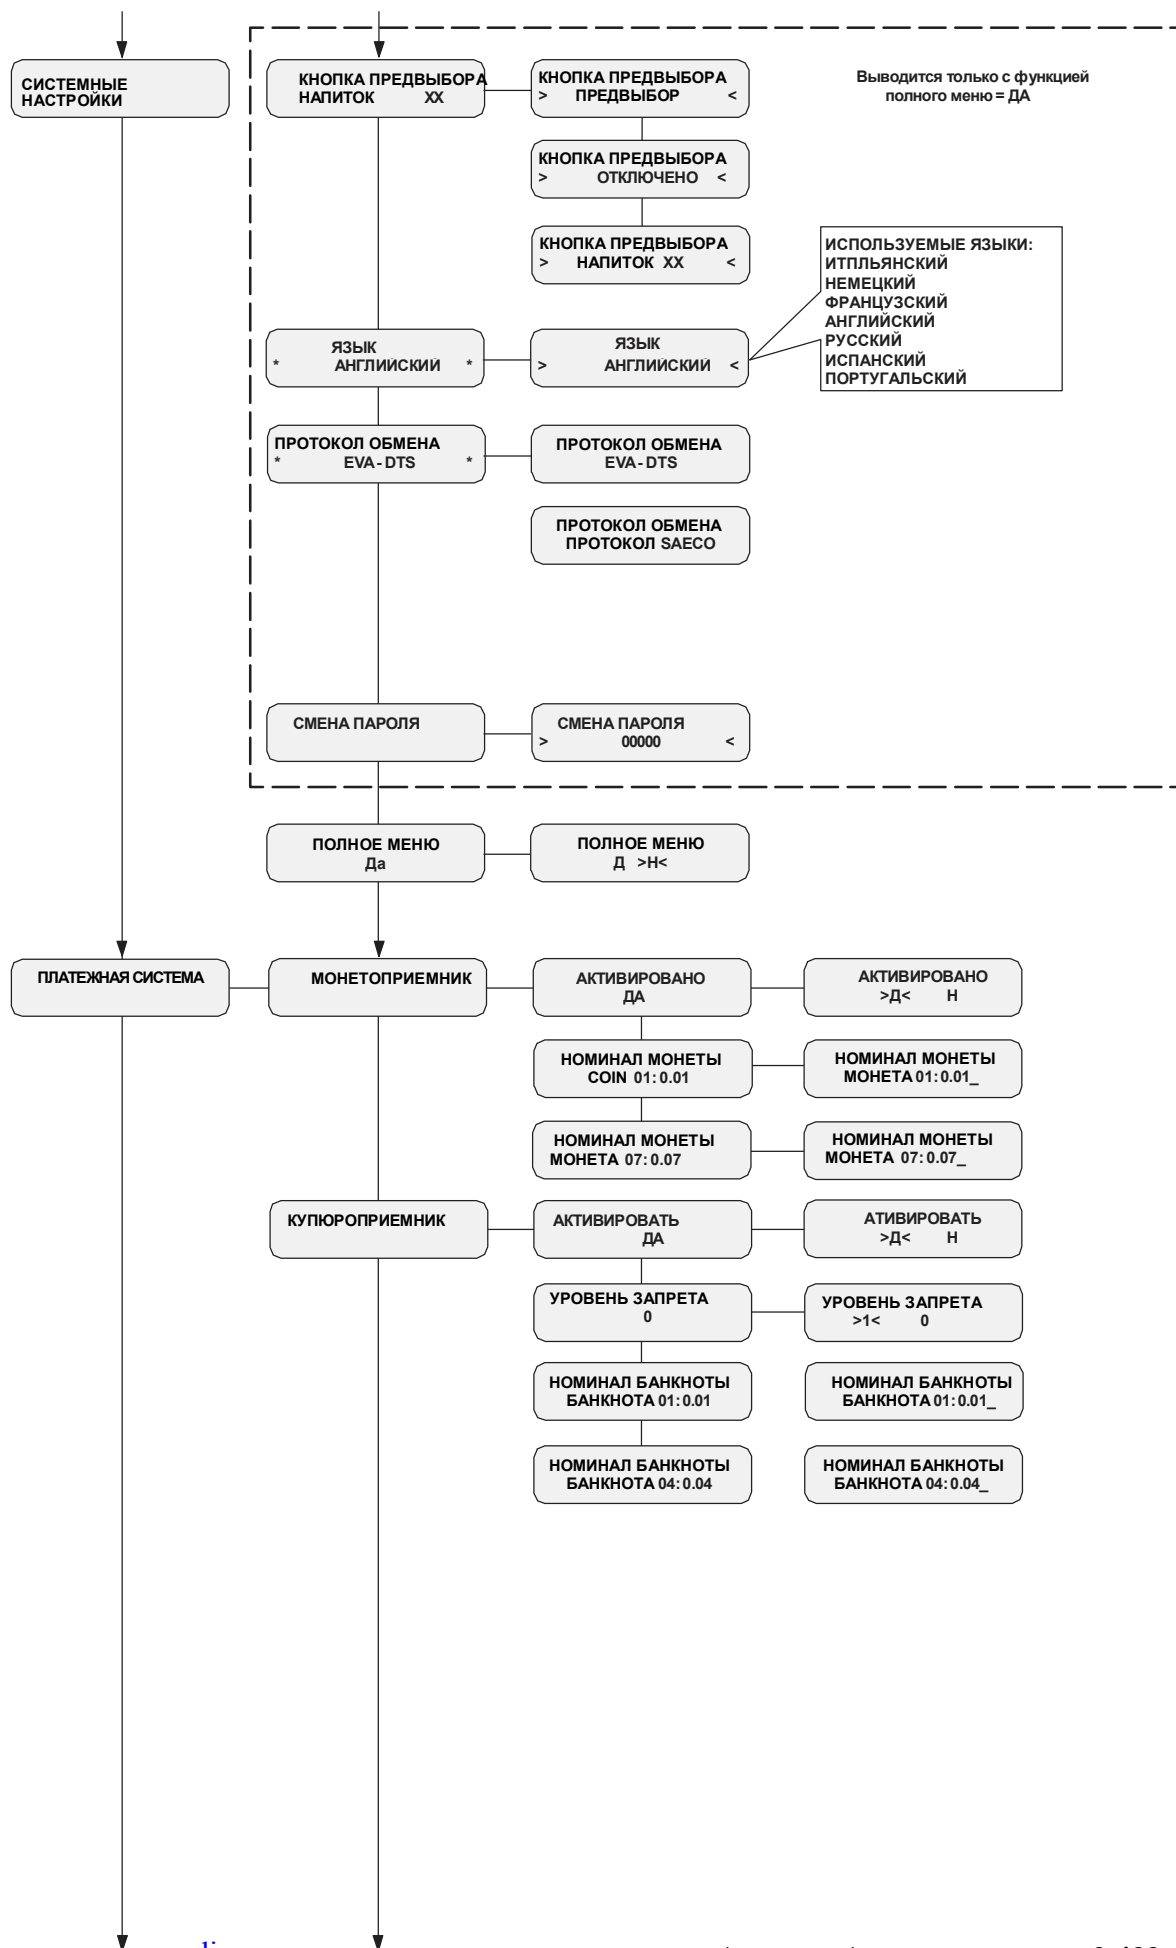 СИСТЕМНЫЕ
НАСТРОЙКИ
КНОПКА ПРЕДВЫБОРА
НАПИТОК XX
КНОПКА ПРЕДВЫБОРА
> ПРЕДВЫБОР <
Выводится только с функцией
полного меню = ДА
КНОПКА ПРЕДВЫБОРА
> ОТКЛЮЧЕНО <
КНОПКА ПРЕДВЫБОРА
> НАПИТОК XX <
ИСПОЛЬЗУЕМЫЕ ЯЗЫКИ:
ИТПЛЬЯНСКИЙ
НЕМЕЦКИЙ
ФРАНЦУЗСКИЙ
АНГЛИЙСКИЙ
РУССКИЙ
ИСПАНСКИЙ
ПОРТУГАЛЬСКИЙ
ЯЗЫК
* АНГЛИЙСКИЙ *
ЯЗЫК
> АНГЛИЙСКИЙ <
ПРОТОКОЛ ОБМЕНА
* EVA-DTS *
ПРОТОКОЛ ОБМЕНА
EVA-DTS
ПРОТОКОЛ ОБМЕНА
ПРОТОКОЛ SAECO
СМЕНА ПАРОЛЯ
СМЕНА ПАРОЛЯ
> 00000 <
ПОЛНОЕ МЕНЮ
Да
ПОЛНОЕ МЕНЮ
Д >Н<
ПЛАТЕЖНАЯ СИСТЕМА
МОНЕТОПРИЕМНИК
АКТИВИРОВАНО
ДА
АКТИВИРОВАНО
>Д< Н
НОМИНАЛ МОНЕТЫ
COIN 01:0.01
НОМИНАЛ МОНЕТЫ
МОНЕТА 01:0.01_
НОМИНАЛ МОНЕТЫ
МОНЕТА 07:0.07
НОМИНАЛ МОНЕТЫ
МОНЕТА 07:0.07_
КУПЮРОПРИЕМНИК
АКТИВИРОВАТЬ
ДА
АТИВИРОВАТЬ
>Д< Н
УРОВЕНЬ ЗАПРЕТА
0
УРОВЕНЬ ЗАПРЕТА
>1< 0
НОМИНАЛ БАНКНОТЫ
БАНКНОТА 01:0.01
НОМИНАЛ БАНКНОТЫ
БАНКНОТА 01:0.01_
НОМИНАЛ БАНКНОТЫ
БАНКНОТА 04:0.04
НОМИНАЛ БАНКНОТЫ
БАНКНОТА 04:0.04_